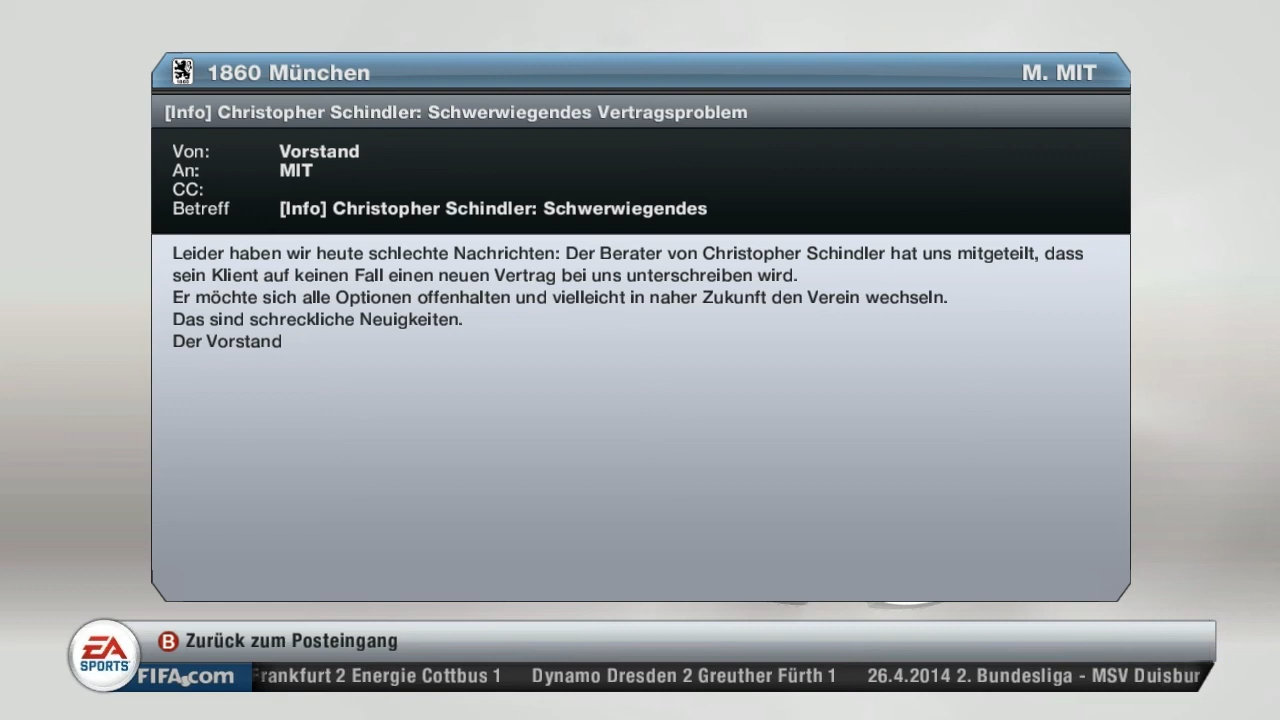 1860 München
M. MIT
[Info] Christopher Schindler: Schwerwiegendes Vertragsproblem
Von: Vorstand
An: MIT
CC:
Betreff [Info] Christopher Schindler: Schwerwiegendes
Leider haben wir heute schlechte Nachrichten: Der Berater von Christopher Schindler hat uns mitgeteilt, dass
sein Klient auf keinen Fall einen neuen Vertrag bei uns unterschreiben wird.
Er möchte sich alle Optionen offenhalten und vielleicht in naher Zukunft den Verein wechseln.
Das sind schreckliche Neuigkeiten.
Der Vorstand
B Zurück zum Posteingang
EA
SPORTS
FIFA.com
Frankfurt 2 Energie Cottbus 1 Dynamo Dresden 2 Greuther Fürth 1 26.4.2014 2. Bundesliga - MSV Duisbur